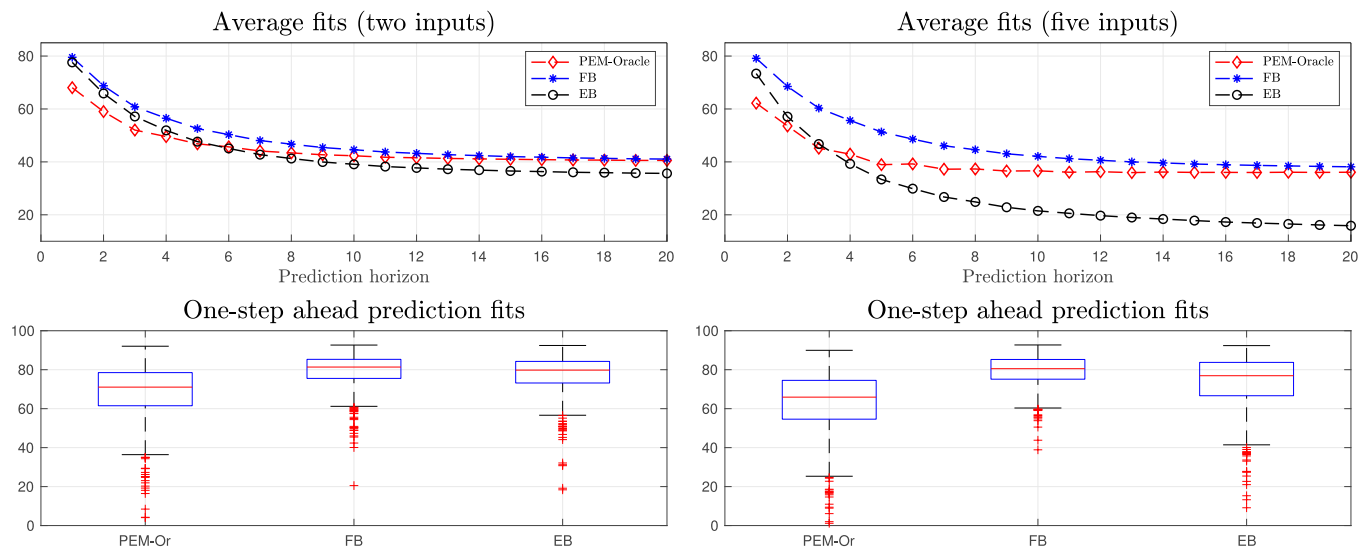 Average fits (two inputs)
80
60
40
20
PEM-Oracle
FB
EB
0 2 4 6 8 10 12 14 16 18 20
Prediction horizon
Average fits (five inputs)
80
60
40
20
PEM-Oracle
FB
EB
0 2 4 6 8 10 12 14 16 18 20
Prediction horizon
One-step ahead prediction fits
100
80
60
40
20
0
PEM-Or FB EB
One-step ahead prediction fits
100
80
60
40
20
0
PEM-Or FB EB